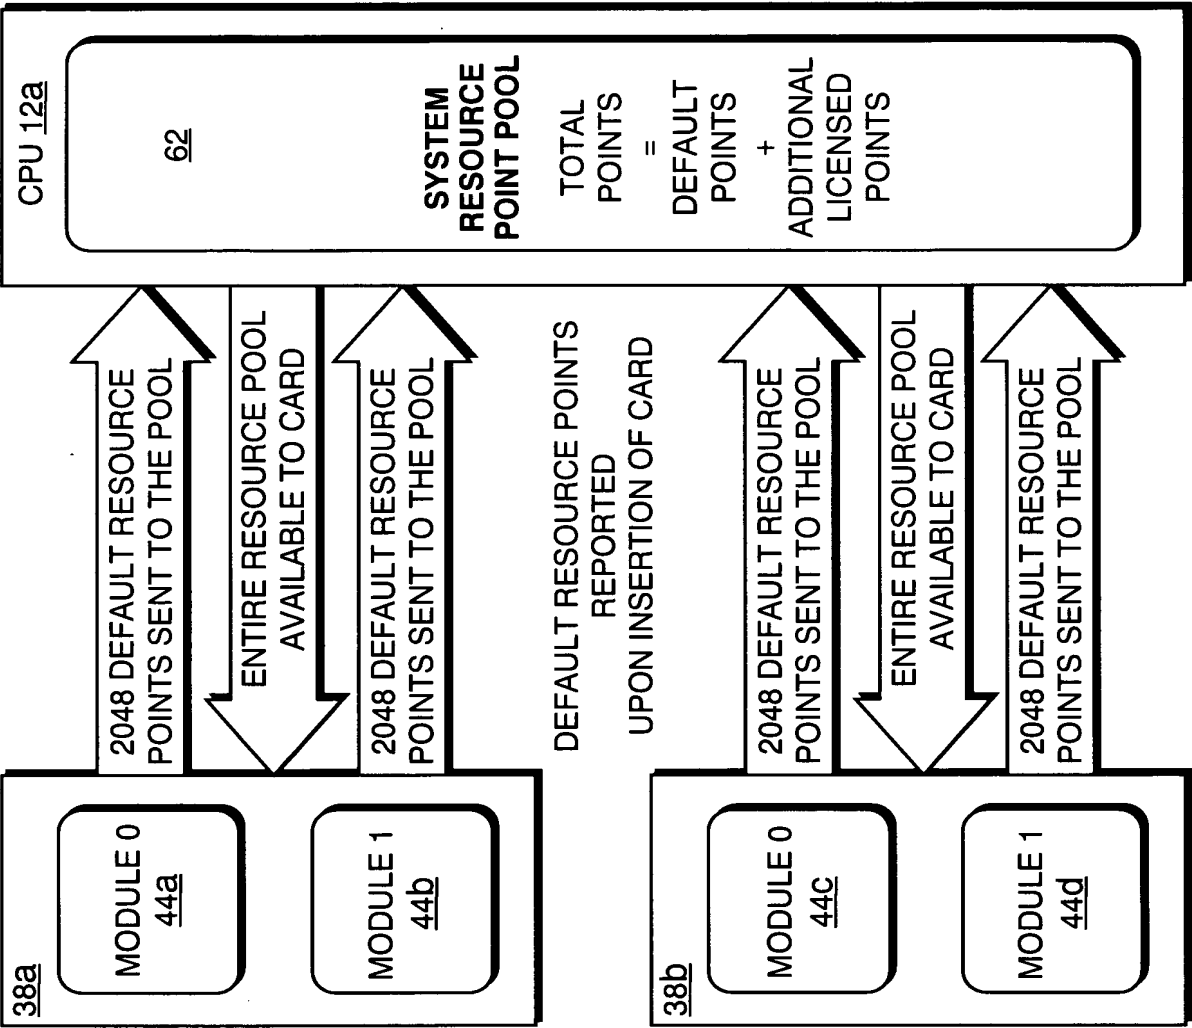 38a
MODULE 0
44a
MODULE 1
44b
2048 DEFAULT RESOURCE
POINTS SENT TO THE POOL
ENTIRE RESOURCE POOL
AVAILABLE TO CARD
2048 DEFAULT RESOURCE
POINTS SENT TO THE POOL
DEFAULT RESOURCE POINTS
REPORTED
UPON INSERTION OF CARD
38b
MODULE 0
44c
MODULE 1
44d
2048 DEFAULT RESOURCE
POINTS SENT TO THE POOL
ENTIRE RESOURCE POOL
AVAILABLE TO CARD
2048 DEFAULT RESOURCE
POINTS SENT TO THE POOL
CPU 12a
62
SYSTEM
RESOURCE
POINT POOL
TOTAL
POINTS
=
DEFAULT
POINTS
+
ADDITIONAL
LICENSED
POINTS